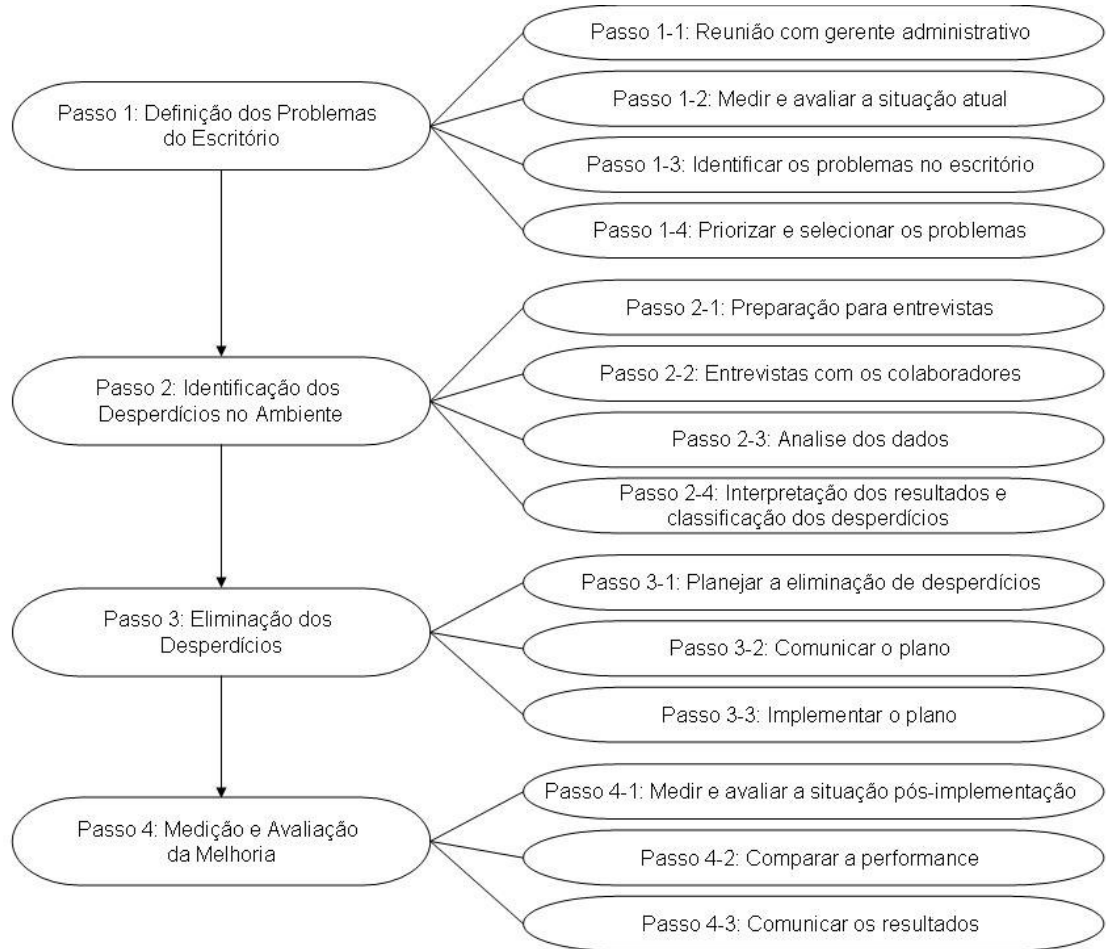 Passo 1: Definição dos Problemas
do Escritório
Passo 1-1: Reunião com gerente administrativo
Passo 1-2: Medir e avaliar a situação atual
Passo 1-3: Identificar os problemas no escritório
Passo 1-4: Priorizar e selecionar os problemas
Passo 2: Identificação dos
Desperdícios no Ambiente
Passo 2-1: Preparação para entrevistas
Passo 2-2: Entrevistas com os colaboradores
Passo 2-3: Analise dos dados
Passo 2-4: Interpretação dos resultados e
classificação dos desperdícios
Passo 3: Eliminação dos
Desperdícios
Passo 3-1: Planejar a eliminação de desperdícios
Passo 3-2: Comunicar o plano
Passo 3-3: Implementar o plano
Passo 4: Medição e Avaliação
da Melhoria
Passo 4-1: Medir e avaliar a situação pós-implementação
Passo 4-2: Comparar a performance
Passo 4-3: Comunicar os resultados